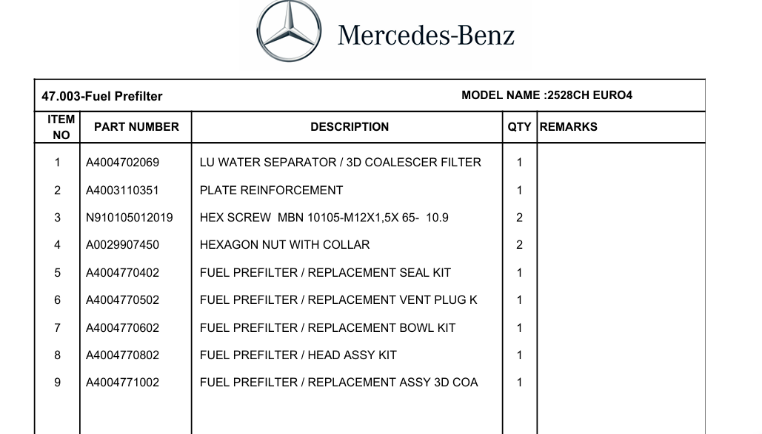 Mercedes-Benz
47.003-Fuel Prefilter MODEL NAME :2528CH EURO4
ITEM NO PART NUMBER DESCRIPTION QTY REMARKS
1 A4004702069 LU WATER SEPARATOR / 3D COALESCER FILTER 1
2 A4003110351 PLATE REINFORCEMENT 1
3 N910105012019 HEX SCREW MBN 10105-M12X1,5X 65- 10.9 2
4 A0029907450 HEXAGON NUT WITH COLLAR 2
5 A4004770402 FUEL PREFILTER / REPLACEMENT SEAL KIT 1
6 A4004770502 FUEL PREFILTER / REPLACEMENT VENT PLUG K 1
7 A4004770602 FUEL PREFILTER / REPLACEMENT BOWL KIT 1
8 A4004770802 FUEL PREFILTER / HEAD ASSY KIT 1
9 A4004771002 FUEL PREFILTER / REPLACEMENT ASSY 3D COA 1